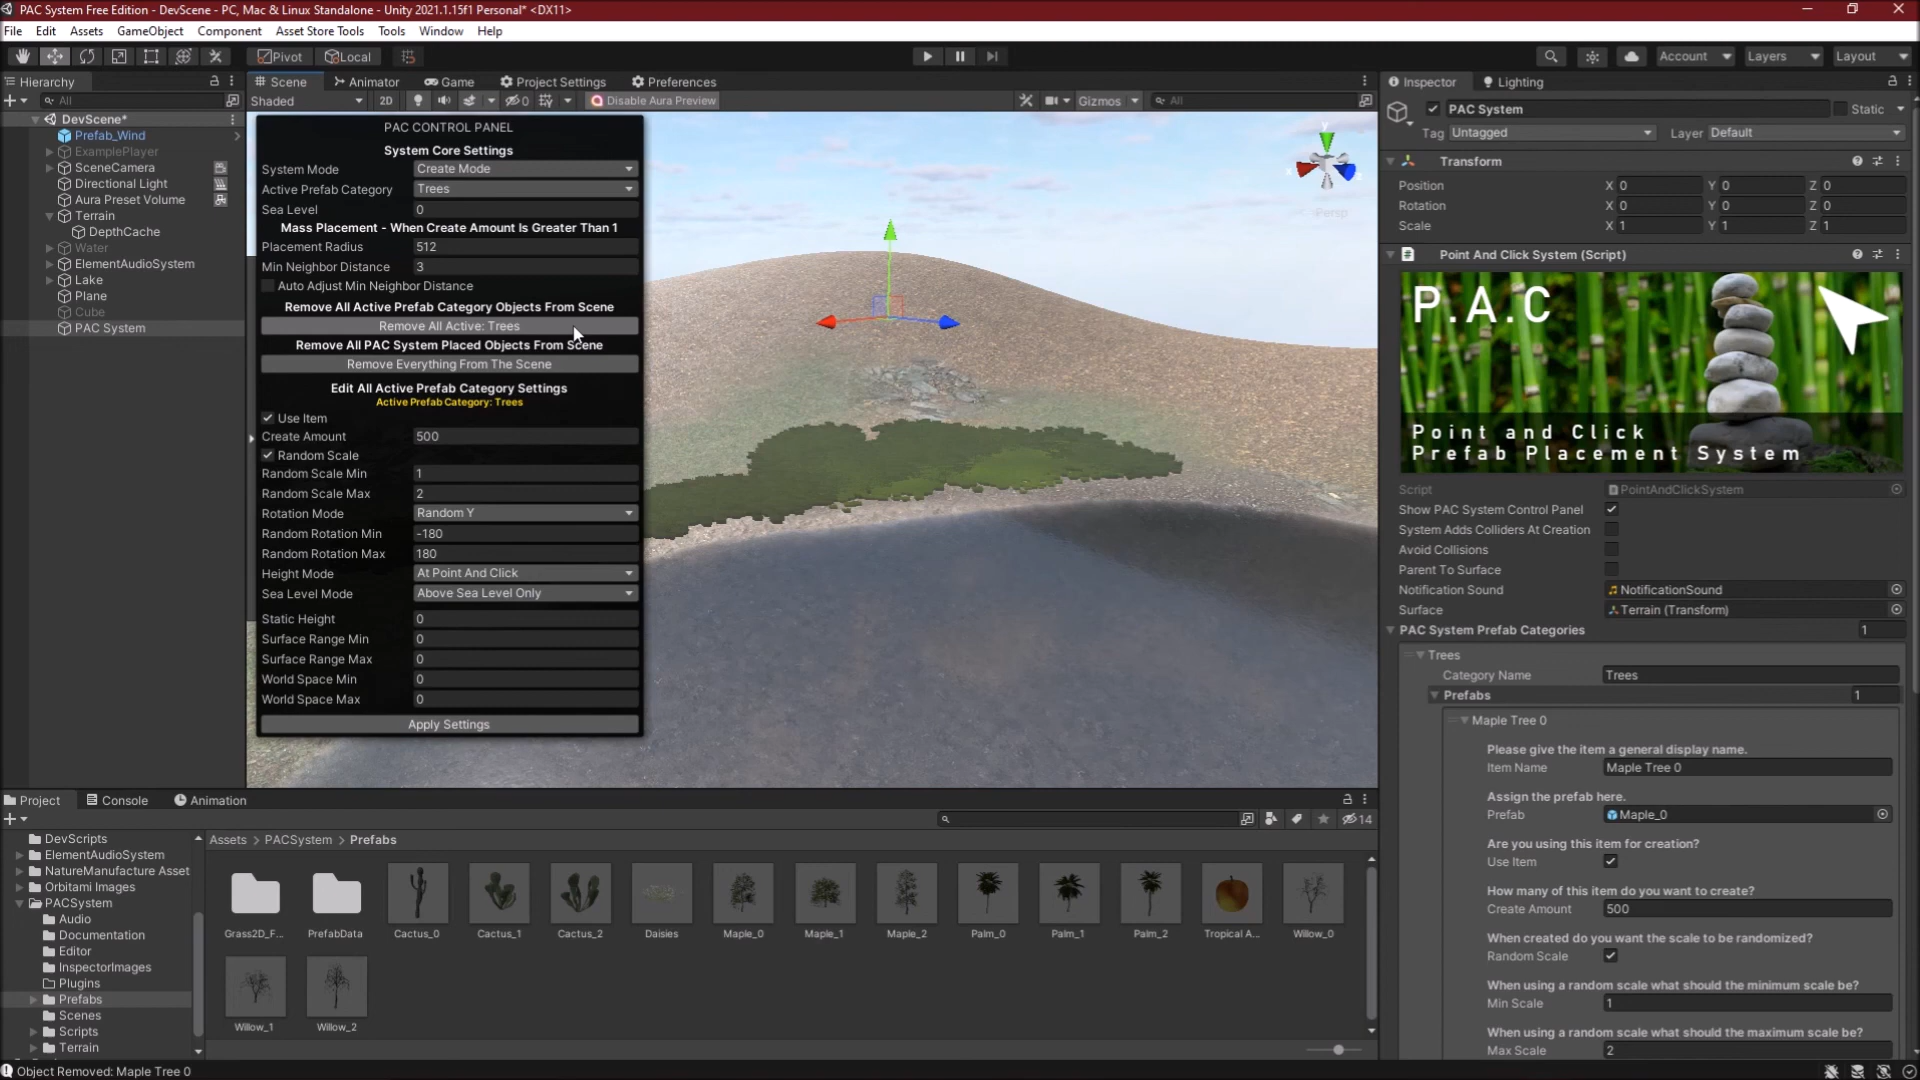 PAC System Free Edition - DevScene - PC, Mac & Linux Standalone - Unity 2021.1.15f1 Personal* <DX11>
File Edit Assets GameObject Component Asset Store Tools Tools Window Help
Pivot Local Account Layers Layout
Hierarchy
All
DevScene*
Prefab_Wind
ExamplePlayer
SceneCamera
Directional Light
Aura Preset Volume
Terrain
DepthCache
Water
ElementAudioSystem
Lake
Plane
Cube
PAC System
Scene Animator Game Project Settings Preferences
Shaded 2D 0 Disable Aura Preview Gizmos All
y
x
z
Persp
PAC CONTROL PANEL
System Core Settings
System Mode Create Mode
Active Prefab Category Trees
Sea Level 0
Mass Placement - When Create Amount Is Greater Than 1
Placement Radius 512
Min Neighbor Distance 3
Auto Adjust Min Neighbor Distance
Remove All Active Prefab Category Objects From Scene
Remove All Active: Trees
Remove All PAC System Placed Objects From Scene
Remove Everything From The Scene
Edit All Active Prefab Category Settings
Active Prefab Category: Trees
Use Item
Create Amount 500
Random Scale
Random Scale Min 1
Random Scale Max 2
Rotation Mode Random Y
Random Rotation Min -180
Random Rotation Max 180
Height Mode At Point And Click
Sea Level Mode Above Sea Level Only
Static Height 0
Surface Range Min 0
Surface Range Max 0
World Space Min 0
World Space Max 0
Apply Settings
Inspector Lighting
PAC System Static
Tag Untagged Layer Default
Transform
Position X 0 Y 0 Z 0
Rotation X 0 Y 0 Z 0
Scale X 1 Y 1 Z 1
Point And Click System (Script)
P.A.C
Point and Click
Prefab Placement System
Script PointAndClickSystem
Show PAC System Control Panel
System Adds Colliders At Creation
Avoid Collisions
Parent To Surface
Notification Sound NotificationSound
Surface Terrain (Transform)
PAC System Prefab Categories 1
Trees
Category Name Trees
Prefabs 1
Maple Tree 0
Please give the item a general display name.
Item Name Maple Tree 0
Assign the prefab here.
Prefab Maple_0
Are you using this item for creation?
Use Item
How many of this item do you want to create?
Create Amount 500
When created do you want the scale to be randomized?
Random Scale
When using a random scale what should the minimum scale be?
Min Scale 1
When using a random scale what should the maximum scale be?
Max Scale 2
Project Console Animation
14
DevScripts
ElementAudioSystem
NatureManufacture Asset
Orbitami Images
PACSystem
Audio
Documentation
Editor
InspectorImages
Plugins
Prefabs
Scenes
Scripts
Terrain
Assets > PACSystem > Prefabs
Grass2D_F... PrefabData Cactus_0 Cactus_1 Cactus_2 Daisies Maple_0 Maple_1 Maple_2 Palm_0 Palm_1 Palm_2 Tropical A... Willow_0
Willow_1 Willow_2
Object Removed: Maple Tree 0